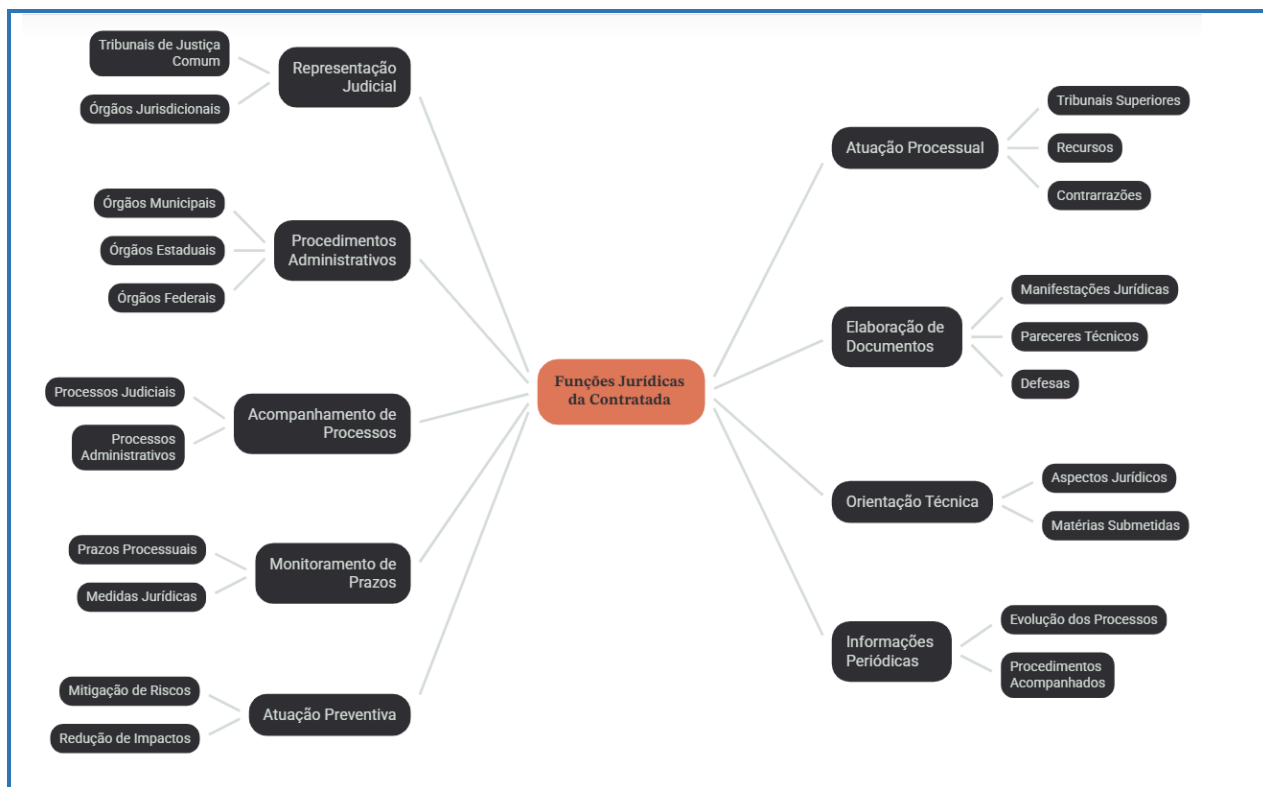 Tribunais de Justiça
Comum
Órgãos Jurisdicionais
Representação
Judicial
Órgãos Municipais
Órgãos Estaduais
Órgãos Federais
Procedimentos
Administrativos
Processos Judiciais
Processos
Administrativos
Acompanhamento de
Processos
Prazos Processuais
Medidas Jurídicas
Monitoramento de
Prazos
Mitigação de Riscos
Redução de Impactos
Atuação Preventiva
Funções Jurídicas
da Contratada
Atuação Processual
Tribunais Superiores
Recursos
Contrarrazões
Elaboração de
Documentos
Manifestações Jurídicas
Pareceres Técnicos
Defesas
Orientação Técnica
Aspectos Jurídicos
Matérias Submetidas
Informações
Periódicas
Evolução dos Processos
Procedimentos
Acompanhados